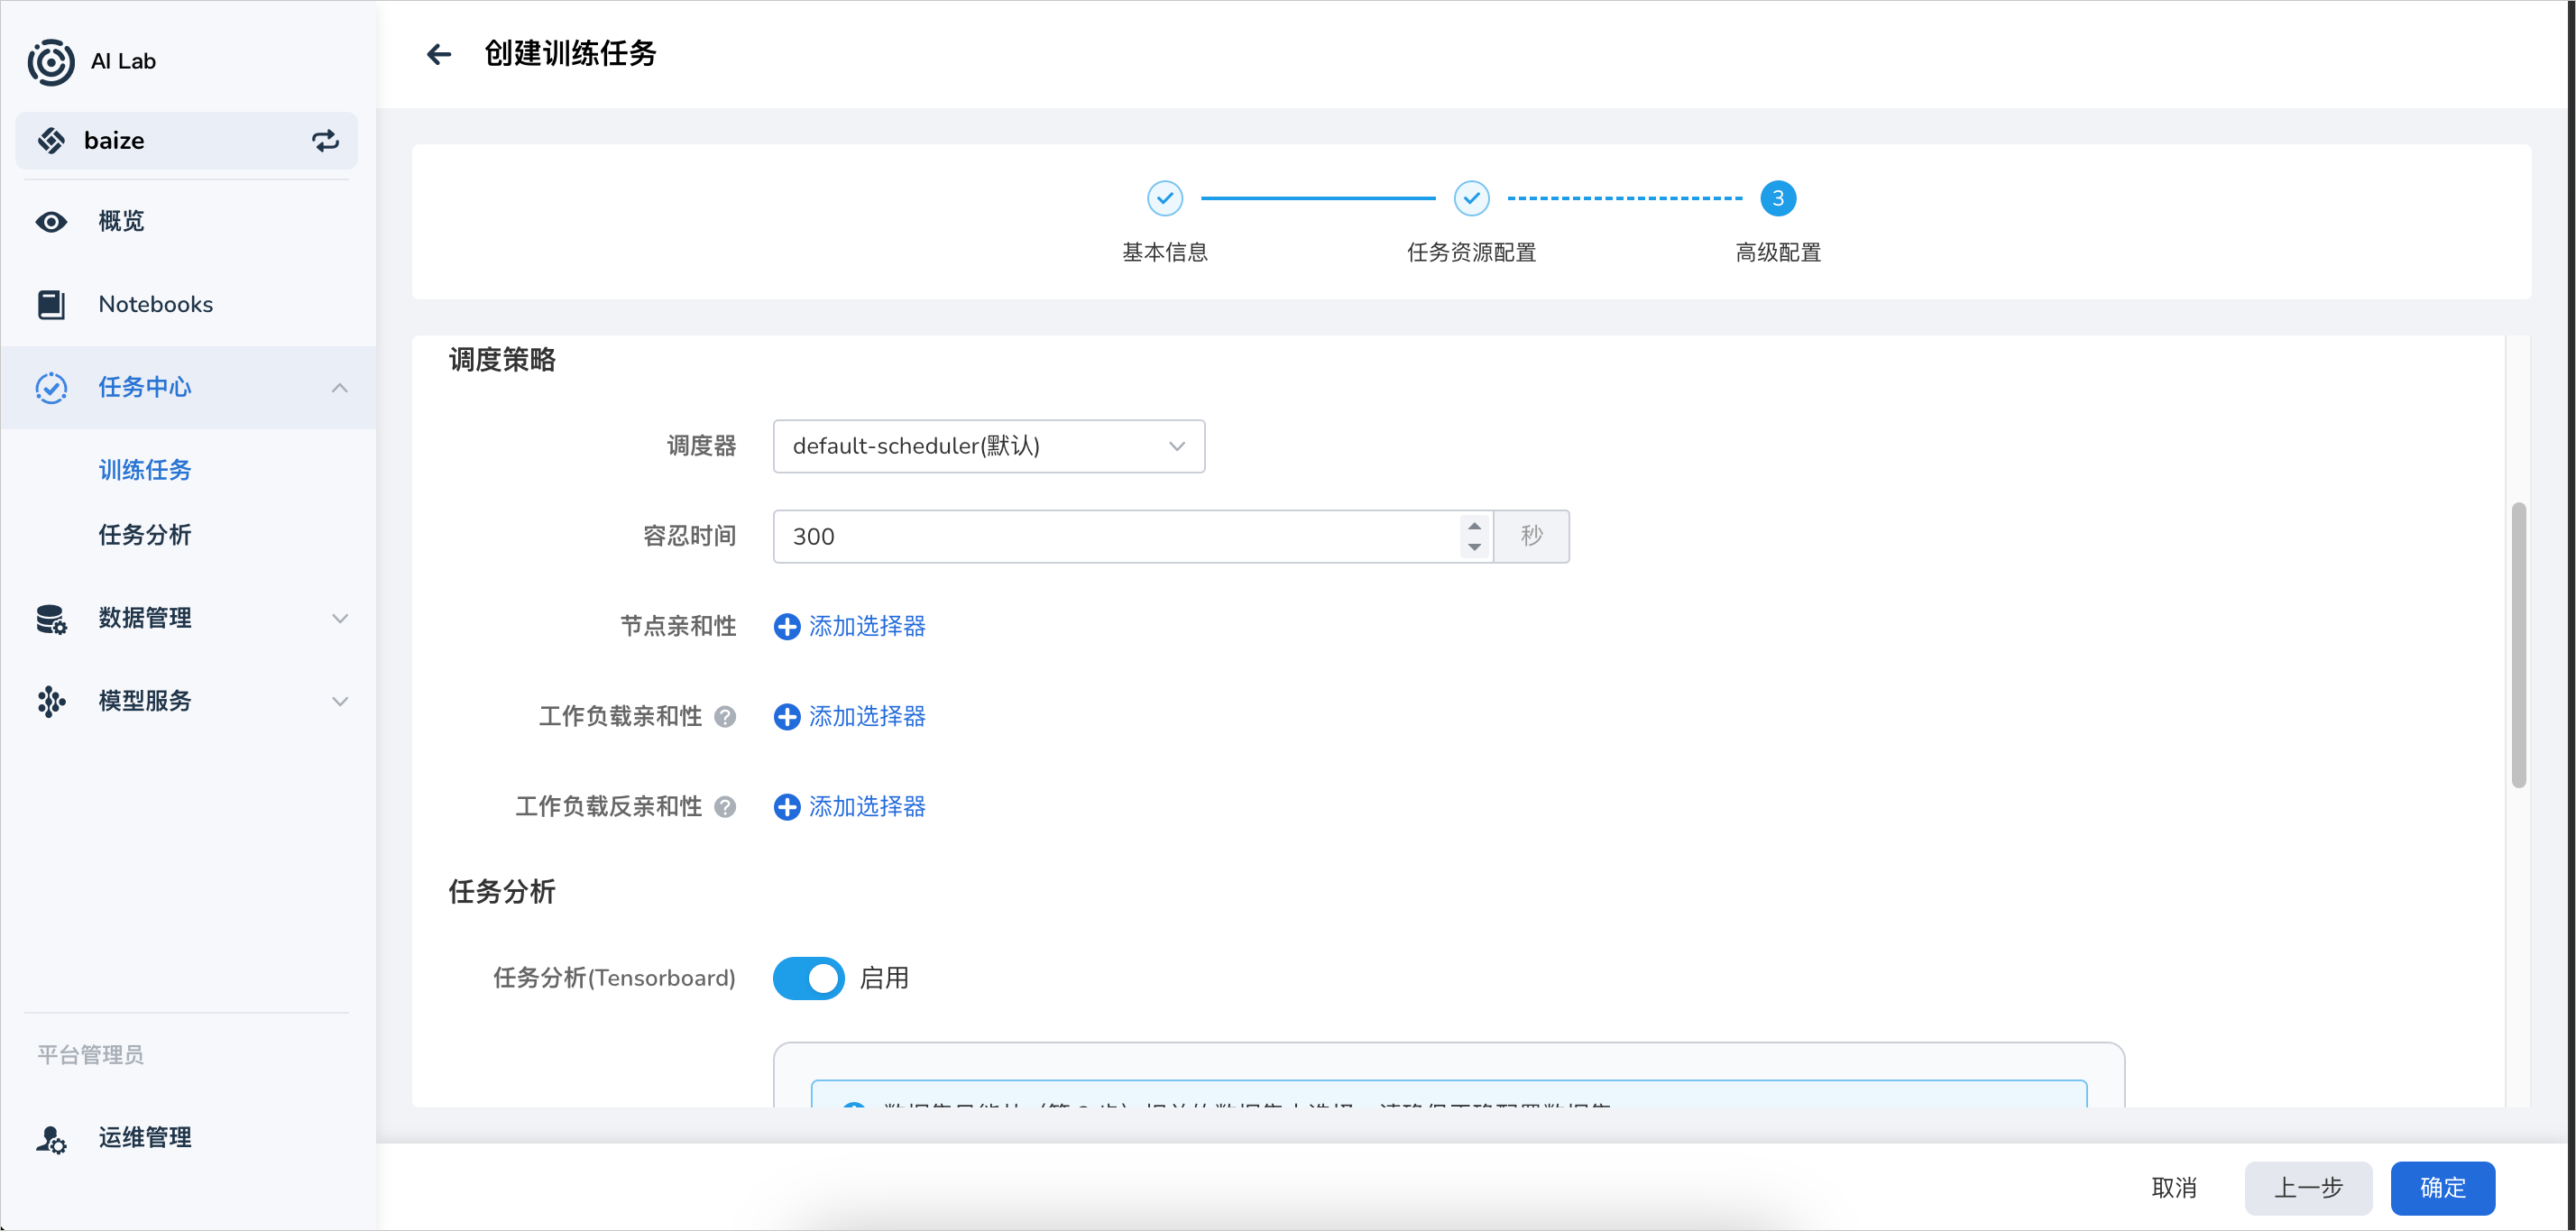 AI Lab
baize
概览
Notebooks
任务中心
训练任务
任务分析
数据管理
模型服务
平台管理员
运维管理
创建训练任务
3
基本信息
任务资源配置
高级配置
调度策略
调度器
default-scheduler(默认)
容忍时间
300
秒
节点亲和性
添加选择器
工作负载亲和性
添加选择器
工作负载反亲和性
添加选择器
任务分析
任务分析(Tensorboard)
启用
取消
上一步
确定